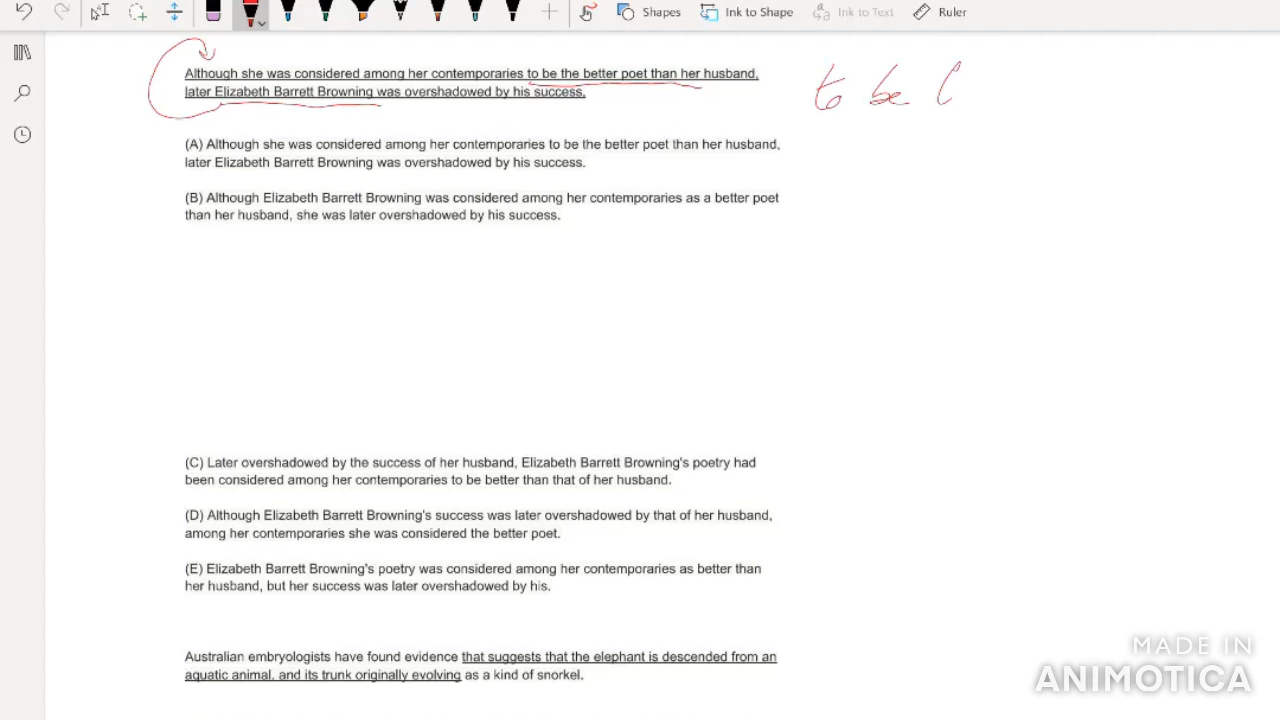 Shapes
Ink to Shape
Ink to Text
Ruler
Although she was considered among her contemporaries to be the better poet than her husband,
later Elizabeth Barrett Browning was overshadowed by his success.
to be
(A) Although she was considered among her contemporaries to be the better poet than her husband,
later Elizabeth Barrett Browning was overshadowed by his success.
(B) Although Elizabeth Barrett Browning was considered among her contemporaries as a better poet
than her husband, she was later overshadowed by his success.
(C) Later overshadowed by the success of her husband, Elizabeth Barrett Browning's poetry had
been considered among her contemporaries to be better than that of her husband.
(D) Although Elizabeth Barrett Browning's success was later overshadowed by that of her husband,
among her contemporaries she was considered the better poet.
(E) Elizabeth Barrett Browning's poetry was considered among her contemporaries as better than
her husband, but her success was later overshadowed by his.
Australian embryologists have found evidence that suggests that the elephant is descended from an
aquatic animal, and its trunk originally evolving as a kind of snorkel.
MADE IN
ANIMOTICA